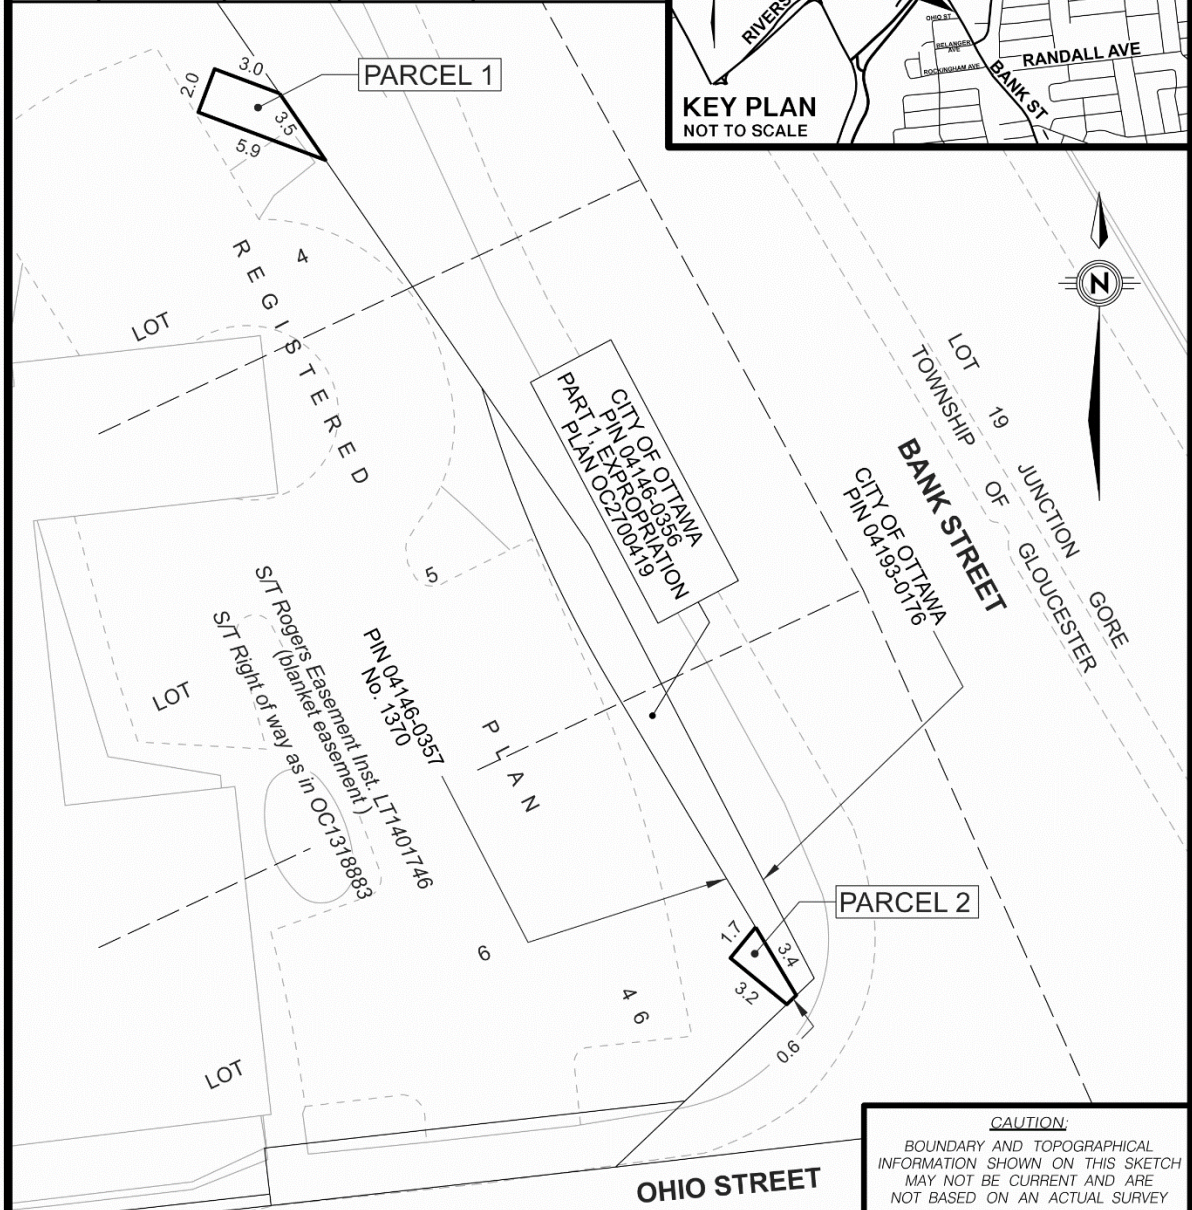 RIVERS
OHIO ST
BELANGER
AVE
ROCKINGHAM AVE
RANDALL AVE
BANK ST
KEY PLAN
NOT TO SCALE
PARCEL 1
3.0
2.0
3.5
5.9
N
REGISTERED
4
LOT
LOT 19 JUNCTION GORE
TOWNSHIP OF GLOUCESTER
BANK STREET
CITY OF OTTAWA
PIN 04146-0356
PART 1, EXPROPRIATION
PLAN OC2700419
CITY OF OTTAWA
PIN 04193-0176
5
LOT
S/T Rogers Easement Inst. LT1401746
(blanket easement )
S/T Right of way as in OC1318883
PIN 04146-0357
No. 1370
PLAN
PARCEL 2
1.7
3.4
3.2
0.6
6
46
LOT
OHIO STREET
CAUTION:
BOUNDARY AND TOPOGRAPHICAL
INFORMATION SHOWN ON THIS SKETCH
MAY NOT BE CURRENT AND ARE
NOT BASED ON AN ACTUAL SURVEY